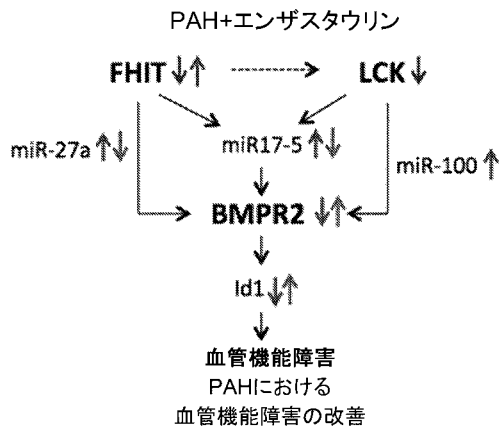 PAH+エンザスタウリン
FHIT↓↑ LCK↓
miR-27a↑↓ miR17-5↑↓ miR-100↑
BMPR2 ↓↑
Id1↓↑
血管機能障害
PAHにおける
血管機能障害の改善